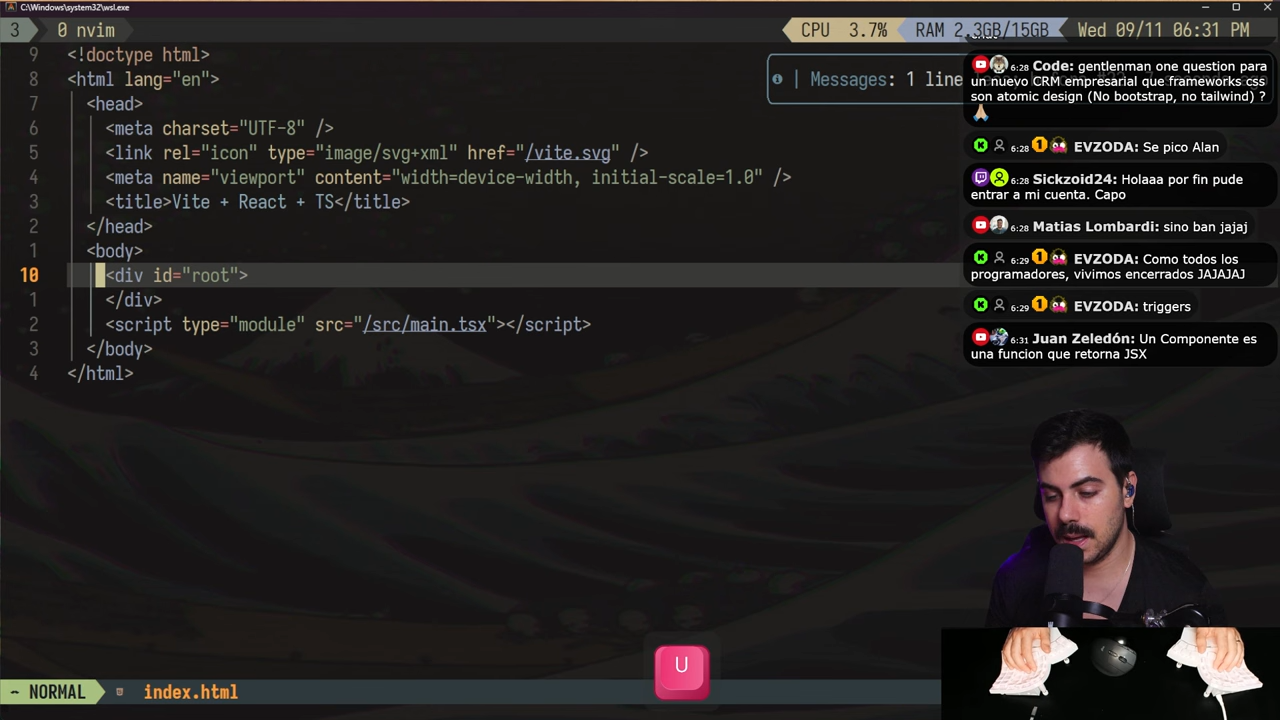 C:\Windows\system32\wsl.exe
3 0 nvim
CPU 3.7% RAM 2.3GB/15GB Wed 09/11 06:31 PM
9 <!doctype html>
8 <html lang="en">
7 <head>
6 <meta charset="UTF-8" />
5 <link rel="icon" type="image/svg+xml" href="/vite.svg" />
4 <meta name="viewport" content="width=device-width, initial-scale=1.0" />
3 <title>Vite + React + TS</title>
2 </head>
1 <body>
10 <div id="root">
1 </div>
2 <script type="module" src="/src/main.tsx"></script>
3 </body>
4 </html>
Messages: 1 line
6:28 Code: gentlenman one question para
un nuevo CRM empresarial que frameworks css
son atomic design (No bootstrap, no tailwind) ?
6:28 EVZODA: Se pico Alan
6:28 Sickzoid24: Holaaa por fin pude
entrar a mi cuenta. Capo
6:28 Matias Lombardi: sino ban jajaj
6:29 EVZODA: Como todos los
programadores, vivimos encerrados JAJAJAJ
6:29 EVZODA: triggers
6:31 Juan Zeledón: Un Componente es
una funcion que retorna JSX
U
- NORMAL index.html